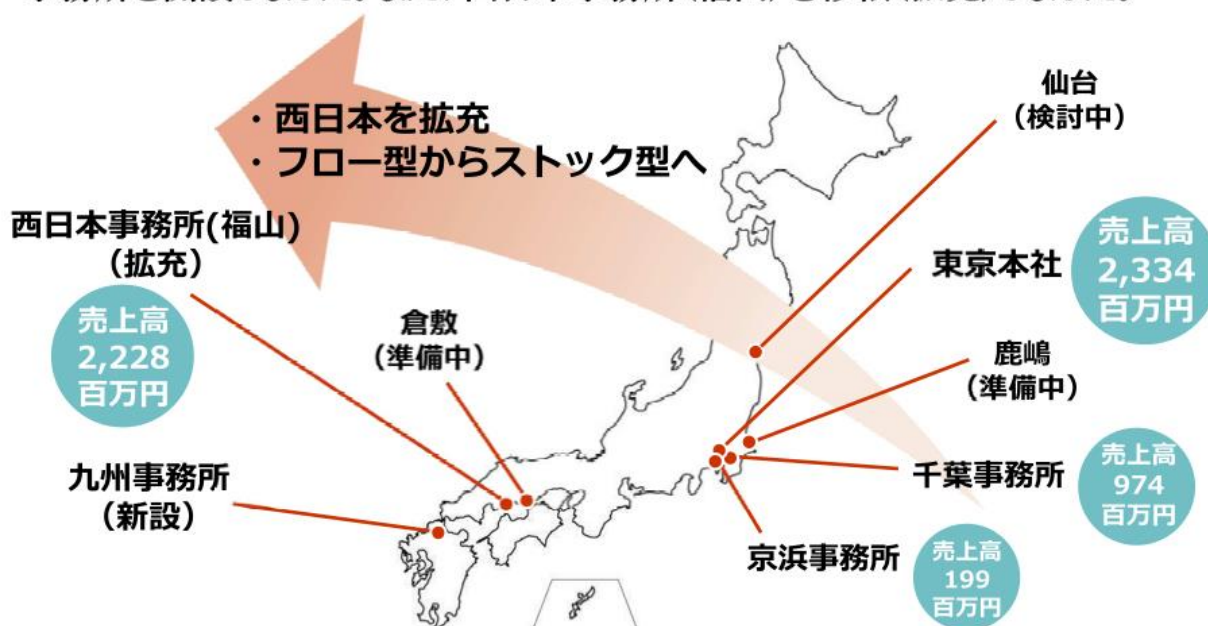 ・西日本を拡充
・フロー型からストック型へ
仙台
（検討中）
西日本事務所(福山)
（拡充）
売上高
2,228
百万円
倉敷
（準備中）
東京本社
売上高
2,334
百万円
鹿嶋
（準備中）
九州事務所
（新設）
千葉事務所
売上高
974
百万円
京浜事務所
売上高
199
百万円